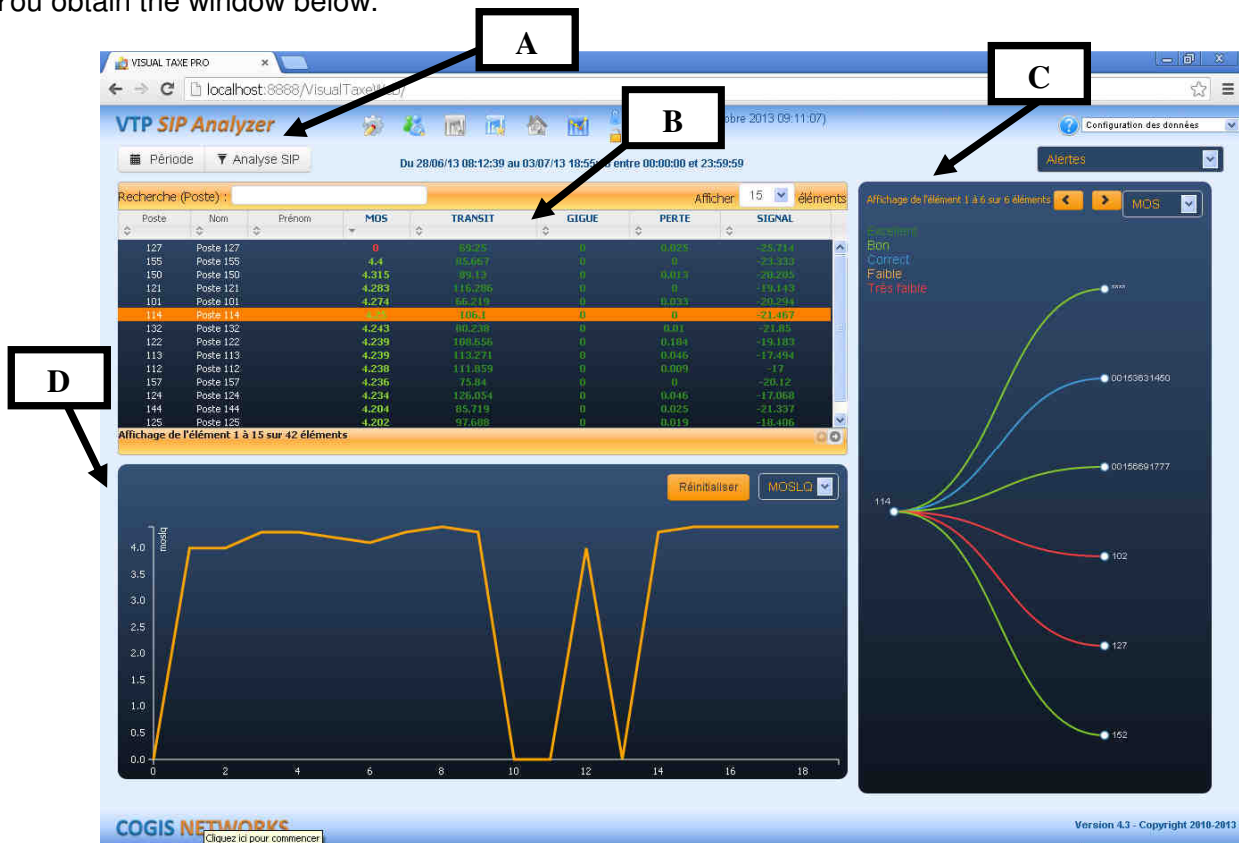 You obtain the window below.
A
C
B
D
VISUAL TAXE PRO
localhost:8888/VisualTaxeWeb/
VTP SIP Analyzer
obre 2013 09:11:07)
Configuration des données
Période
Analyse SIP
Du 28/06/13 08:12:39 au 03/07/13 18:55: entre 00:00:00 et 23:59:59
Alertes
Recherche (Poste) :
Afficher 15 éléments
Poste Nom Prénom MOS TRANSIT GIGUE PERTE SIGNAL
127 Poste 127 0 69.25 0 0.025 -25.714
155 Poste 155 4.4 85.667 0 0 -23.333
150 Poste 150 4.315 89.13 0 0.013 -20.205
121 Poste 121 4.283 116.286 0 0 -19.143
101 Poste 101 4.274 66.219 0 0.033 -20.294
114 Poste 114 106.1 0 0 -21.467
132 Poste 132 4.243 80.238 0 0.01 -21.85
122 Poste 122 4.239 108.656 0 0.184 -19.183
113 Poste 113 4.239 113.271 0 0.046 -17.494
112 Poste 112 4.238 111.859 0 0.009 -17
157 Poste 157 4.236 75.84 0 0 -20.12
124 Poste 124 4.234 126.054 0 0.046 -17.068
144 Poste 144 4.204 85.719 0 0.025 -21.337
125 Poste 125 4.202 97.688 0 0.019 -18.406
Affichage de l'élément 1 à 15 sur 42 éléments
Affichage de l'élément 1 à 6 sur 6 éléments
MOS
Excellent
Bon
Correct
Faible
Très faible
****
00153631450
00156691777
114
102
127
152
Réinitialiser
MOSLQ
moslq
4.0
3.5
3.0
2.5
2.0
1.5
1.0
0.5
0.0
0 2 4 6 8 10 12 14 16 18
COGIS NETWORKS
Cliquez ici pour commencer
Version 4.3 - Copyright 2010-2013